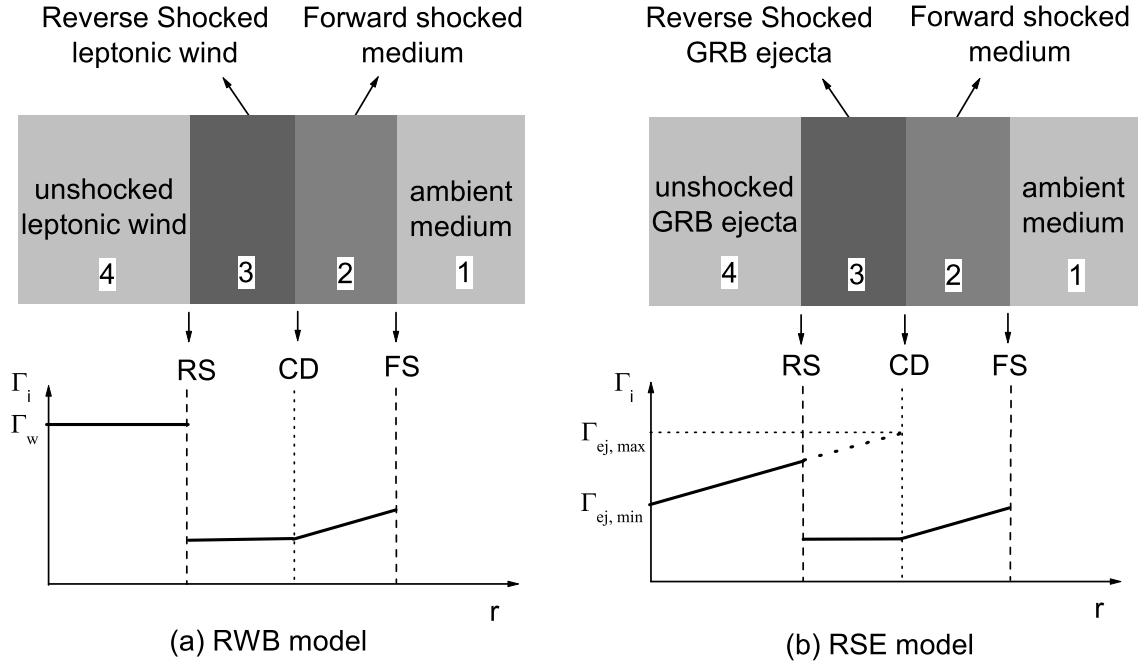 Reverse Shocked
leptonic wind
Forward shocked
medium
unshocked
leptonic wind
ambient
medium
4
3
2
1
RS
CD
FS
Γi
Γw
r
(a) RWB model
Reverse Shocked
GRB ejecta
Forward shocked
medium
unshocked
GRB ejecta
ambient
medium
4
3
2
1
RS
CD
FS
Γi
Γej, max
Γej, min
r
(b) RSE model